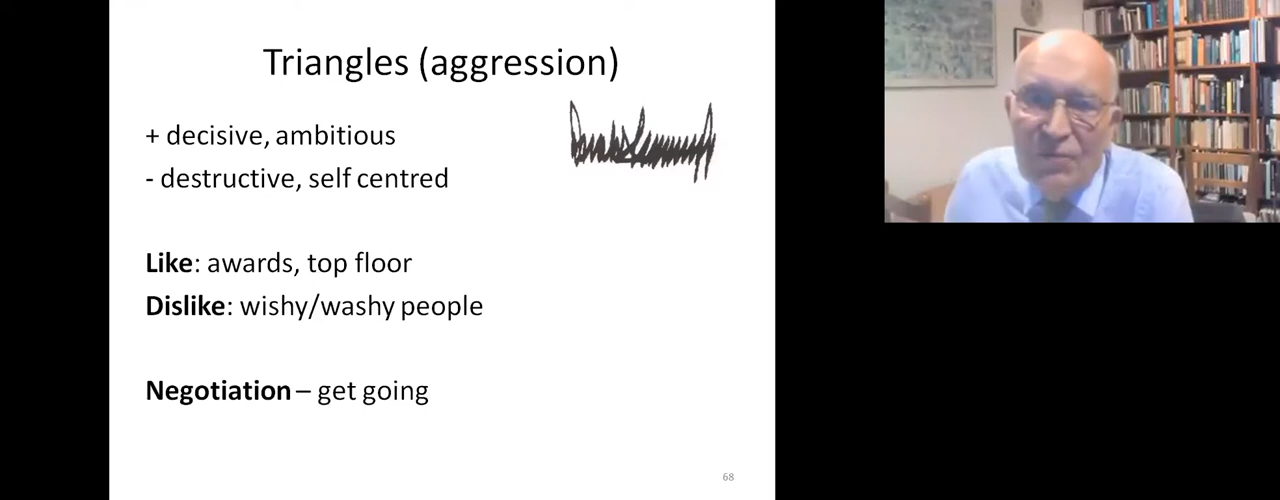 Triangles (aggression)
+ decisive, ambitious
- destructive, self centred
Like: awards, top floor
Dislike: wishy/washy people
Negotiation – get going
68